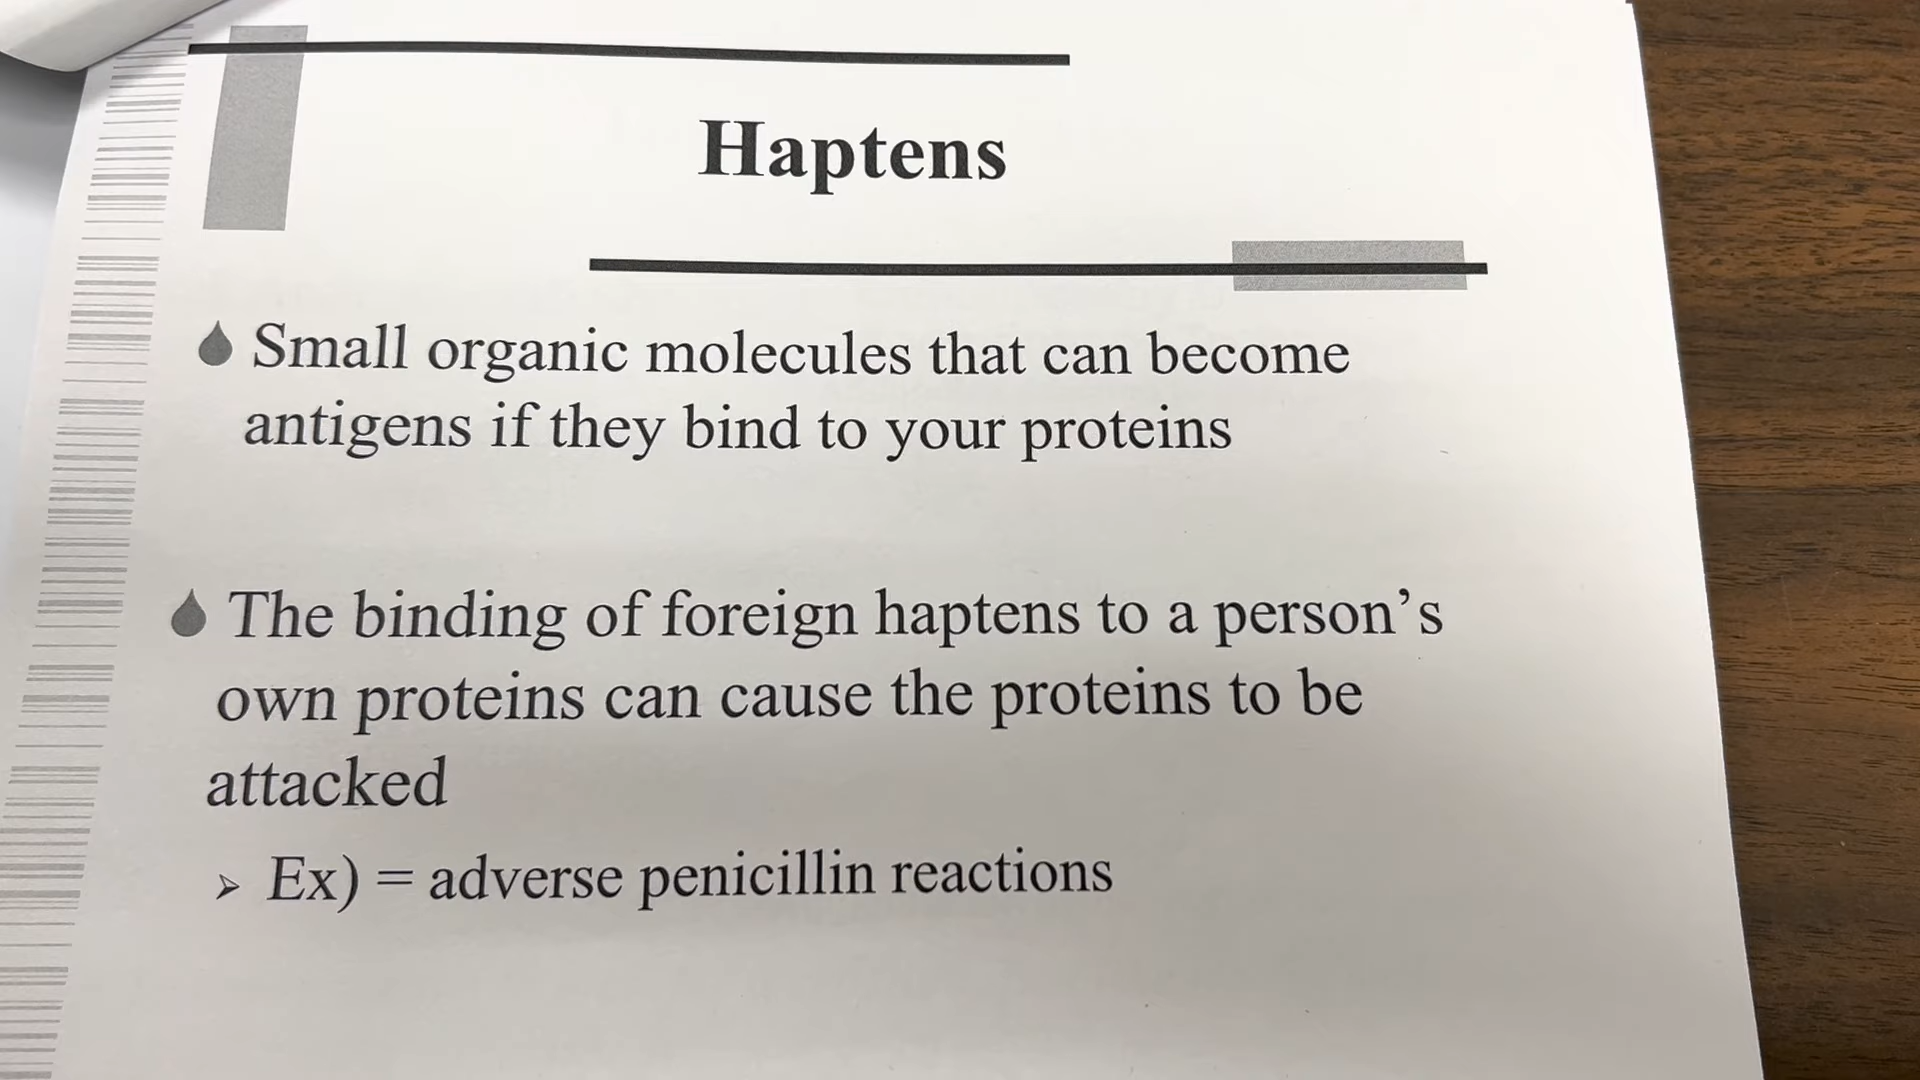 Haptens
Small organic molecules that can become
antigens if they bind to your proteins
The binding of foreign haptens to a person’s
own proteins can cause the proteins to be
attacked
Ex) = adverse penicillin reactions